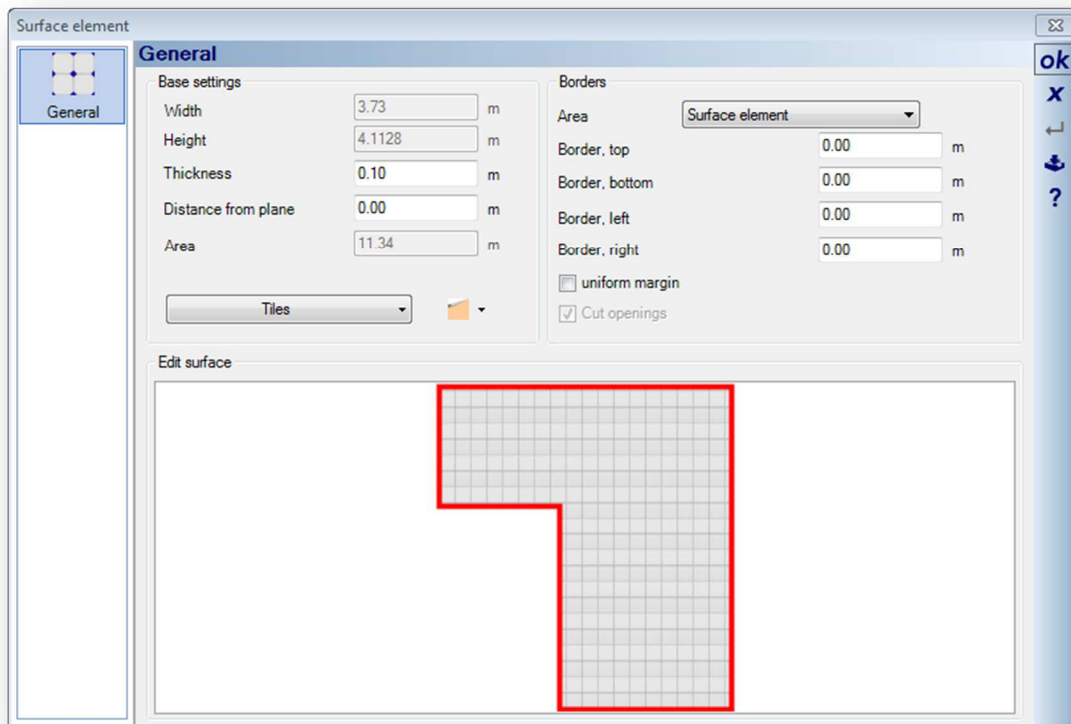 Surface element
General
General
Base settings
Width 3.73 m
Height 4.1128 m
Thickness 0.10 m
Distance from plane 0.00 m
Area 11.34 m
Tiles
Borders
Area Surface element
Border, top 0.00 m
Border, bottom 0.00 m
Border, left 0.00 m
Border, right 0.00 m
uniform margin
Cut openings
Edit surface
ok
x
?